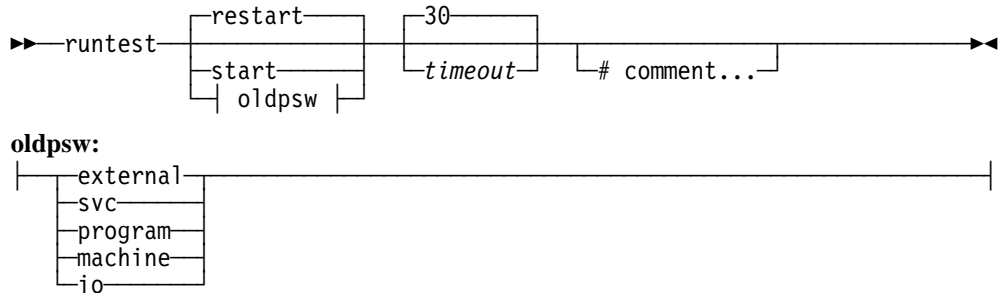 restart 30
runtest
start timeout # comment...
oldpsw
oldpsw:
external
svc
program
machine
io